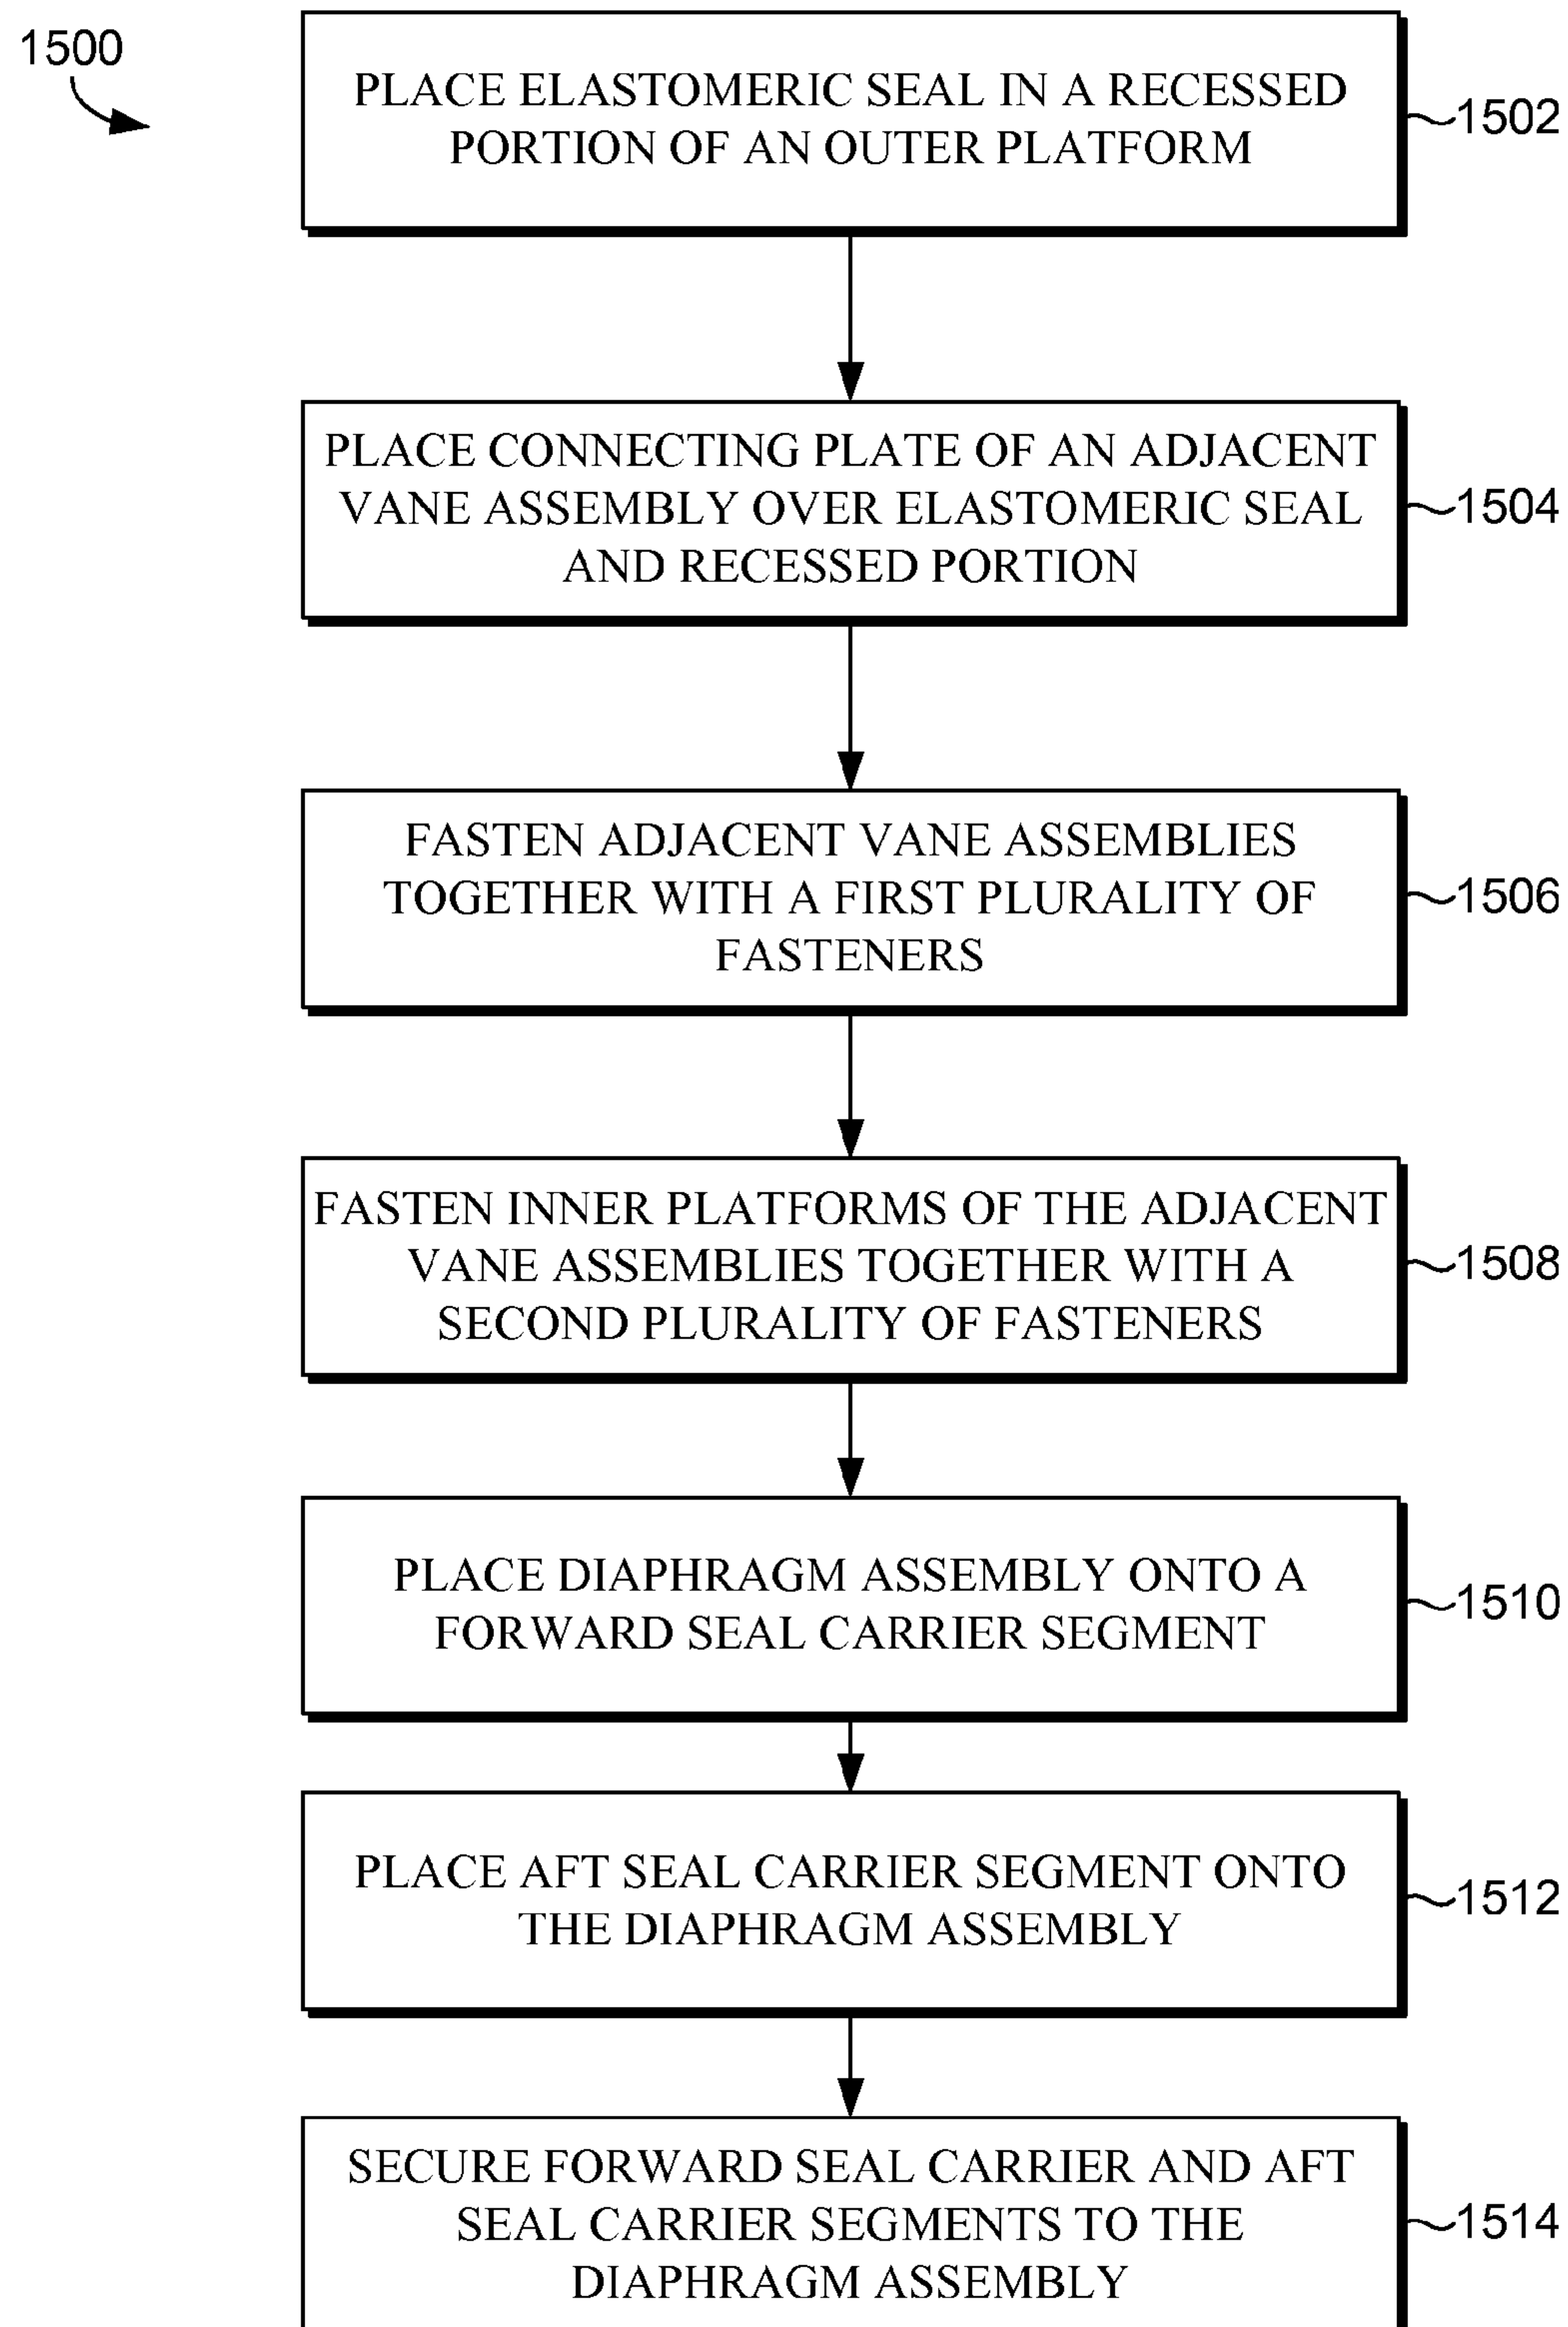 1500
PLACE ELASTOMERIC SEAL IN A RECESSED
PORTION OF AN OUTER PLATFORM
1502
PLACE CONNECTING PLATE OF AN ADJACENT
VANE ASSEMBLY OVER ELASTOMERIC SEAL
AND RECESSED PORTION
1504
FASTEN ADJACENT VANE ASSEMBLIES
TOGETHER WITH A FIRST PLURALITY OF
FASTENERS
1506
FASTEN INNER PLATFORMS OF THE ADJACENT
VANE ASSEMBLIES TOGETHER WITH A
SECOND PLURALITY OF FASTENERS
1508
PLACE DIAPHRAGM ASSEMBLY ONTO A
FORWARD SEAL CARRIER SEGMENT
1510
PLACE AFT SEAL CARRIER SEGMENT ONTO
THE DIAPHRAGM ASSEMBLY
1512
SECURE FORWARD SEAL CARRIER AND AFT
SEAL CARRIER SEGMENTS TO THE
DIAPHRAGM ASSEMBLY
1514